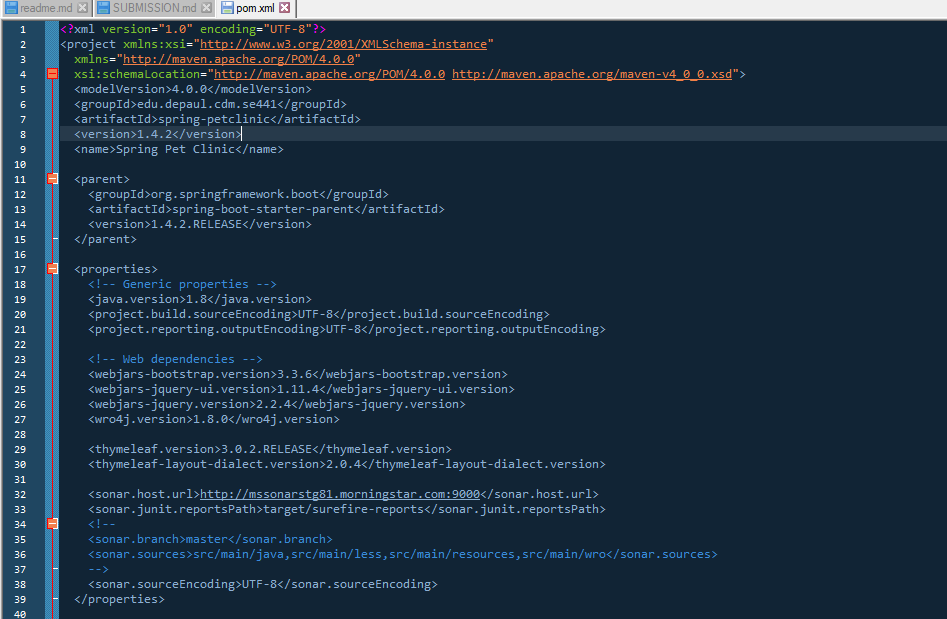 readme.md SUBMISSION.md pom.xml
1 <?xml version="1.0" encoding="UTF-8"?>
2 <project xmlns:xsi="http://www.w3.org/2001/XMLSchema-instance"
3 xmlns="http://maven.apache.org/POM/4.0.0"
4 xsi:schemaLocation="http://maven.apache.org/POM/4.0.0 http://maven.apache.org/maven-v4_0_0.xsd">
5 <modelVersion>4.0.0</modelVersion>
6 <groupId>edu.depaul.cdm.se441</groupId>
7 <artifactId>spring-petclinic</artifactId>
8 <version>1.4.2</version>
9 <name>Spring Pet Clinic</name>
10
11 <parent>
12 <groupId>org.springframework.boot</groupId>
13 <artifactId>spring-boot-starter-parent</artifactId>
14 <version>1.4.2.RELEASE</version>
15 </parent>
16
17 <properties>
18 <!-- Generic properties -->
19 <java.version>1.8</java.version>
20 <project.build.sourceEncoding>UTF-8</project.build.sourceEncoding>
21 <project.reporting.outputEncoding>UTF-8</project.reporting.outputEncoding>
22
23 <!-- Web dependencies -->
24 <webjars-bootstrap.version>3.3.6</webjars-bootstrap.version>
25 <webjars-jquery-ui.version>1.11.4</webjars-jquery-ui.version>
26 <webjars-jquery.version>2.2.4</webjars-jquery.version>
27 <wro4j.version>1.8.0</wro4j.version>
28
29 <thymeleaf.version>3.0.2.RELEASE</thymeleaf.version>
30 <thymeleaf-layout-dialect.version>2.0.4</thymeleaf-layout-dialect.version>
31
32 <sonar.host.url>http://mssonarstg81.morningstar.com:9000</sonar.host.url>
33 <sonar.junit.reportsPath>target/surefire-reports</sonar.junit.reportsPath>
34 <!--
35 <sonar.branch>master</sonar.branch>
36 <sonar.sources>src/main/java,src/main/less,src/main/resources,src/main/wro</sonar.sources>
37 -->
38 <sonar.sourceEncoding>UTF-8</sonar.sourceEncoding>
39 </properties>
40